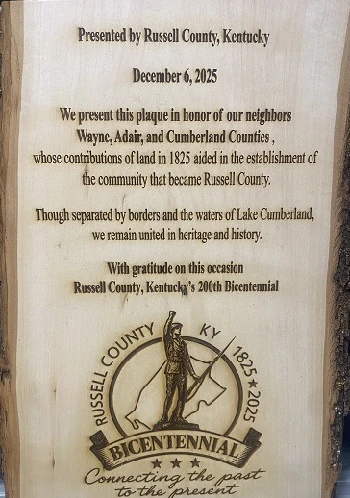 Presented by Russell County, Kentucky
December 6, 2025
We present this plaque in honor of our neighbors
Wayne, Adair, and Cumberland Counties ,
whose contributions of land in 1825 aided in the establishment of
the community that became Russell County.
Though separated by borders and the waters of Lake Cumberland,
we remain united in heritage and history.
With gratitude on this occasion
Russell County, Kentucky's 200th Bicentennial
RUSSELL COUNTY KY 1825★2025
BICENTENNIAL
★ ★ ★
Connecting the past
to the present